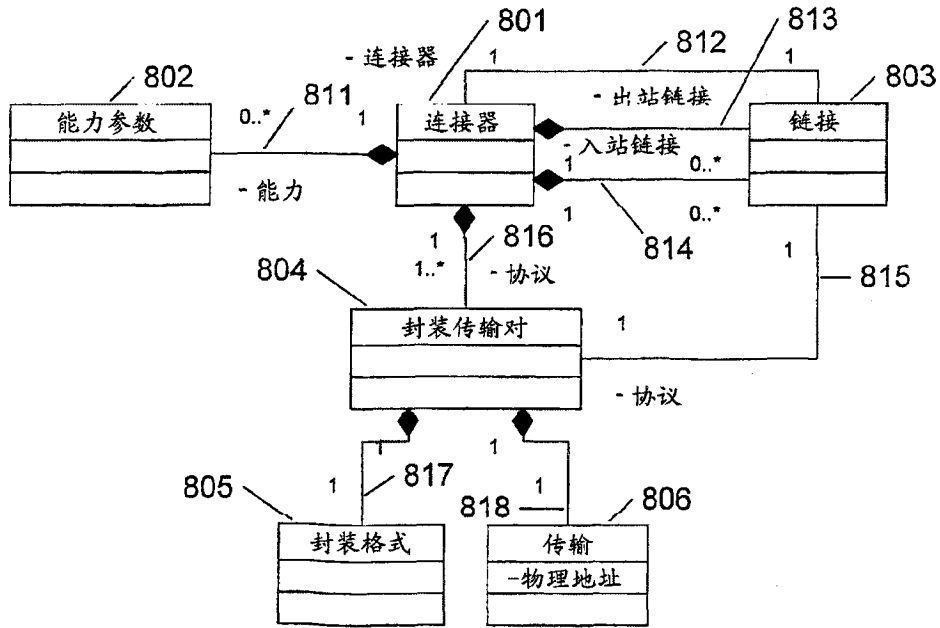 801
812
813
802
- 连接器
1
1
803
811
能力参数
0..*
1
连接器
- 出站链接
链接
- 入站链接
1
0..*
- 能力
1
0..*
1
816
814
1
815
804
1..*
- 协议
封装传输对
1
- 协议
1
1
805
1
817
1
806
818
封装格式
传输
-物理地址